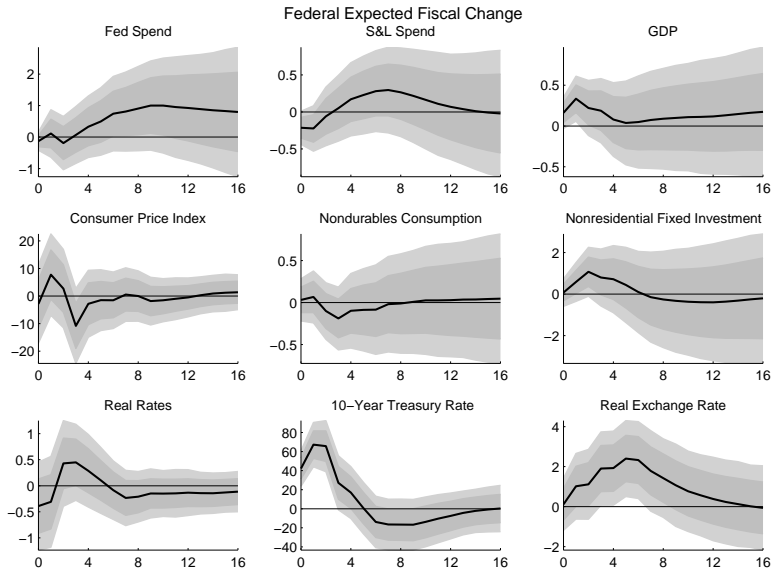 Federal Expected Fiscal Change
Fed Spend
S&L Spend
GDP
2
1
0
−1
0 4 8 12 16
0.5
0
−0.5
0 4 8 12 16
0.5
0
−0.5
0 4 8 12 16
Consumer Price Index
Nondurables Consumption
Nonresidential Fixed Investment
20
10
0
−10
−20
0 4 8 12 16
0.5
0
−0.5
0 4 8 12 16
2
0
−2
0 4 8 12 16
Real Rates
10−Year Treasury Rate
Real Exchange Rate
1
0.5
0
−0.5
−1
0 4 8 12 16
80
60
40
20
0
−20
−40
0 4 8 12 16
4
2
0
−2
0 4 8 12 16